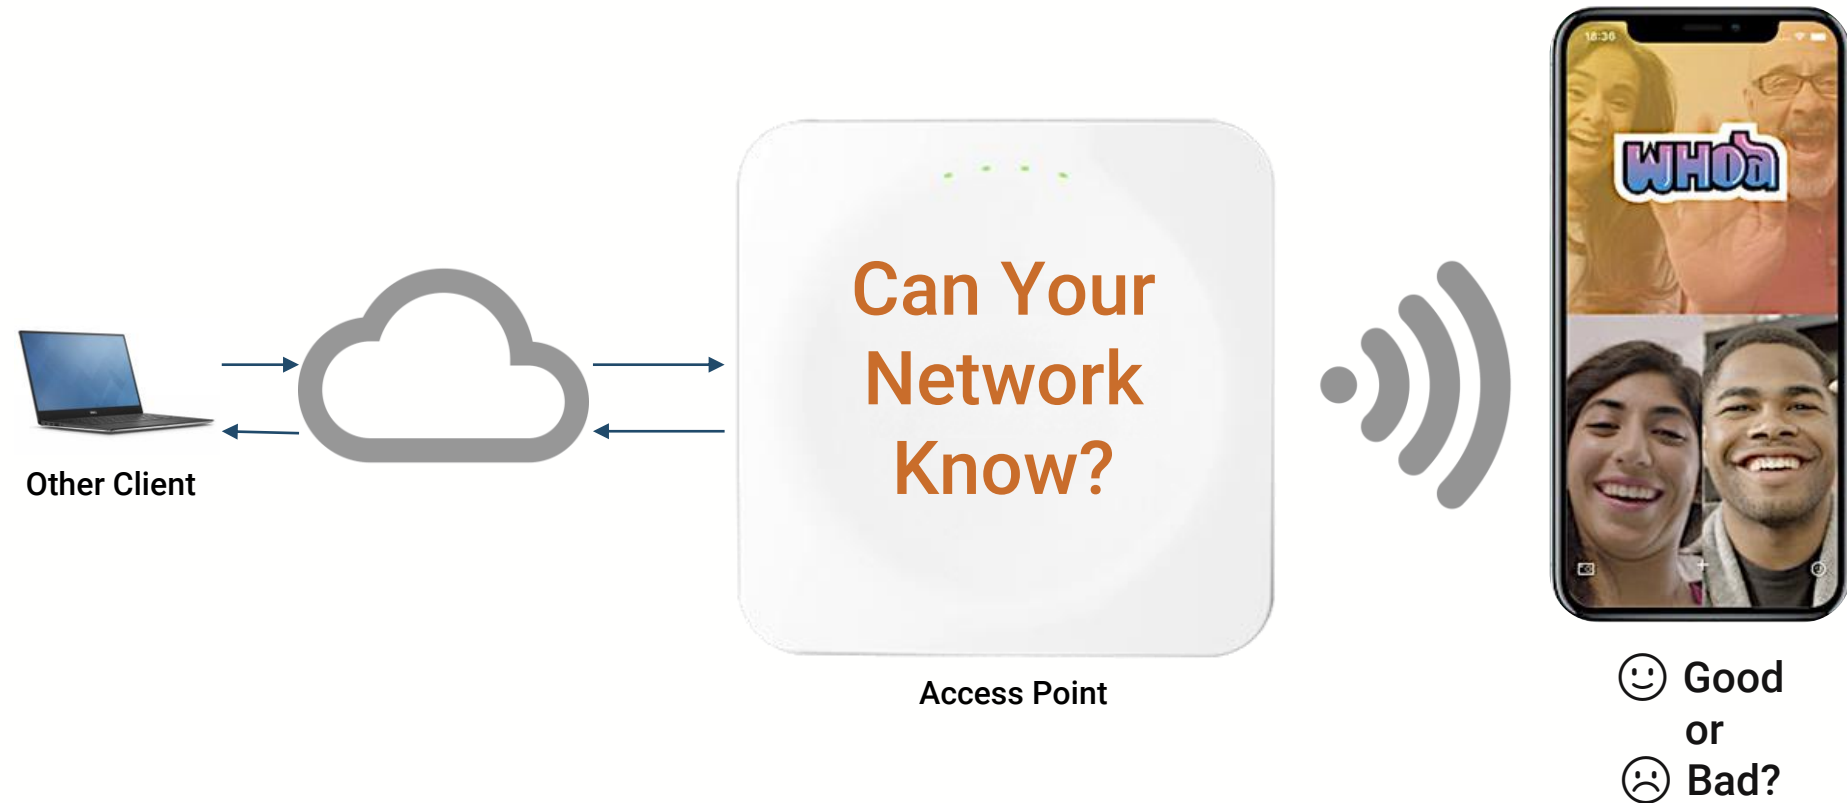 18:36
WHOa
Can Your
Network
Know?
Other Client
Access Point
Good
or
Bad?